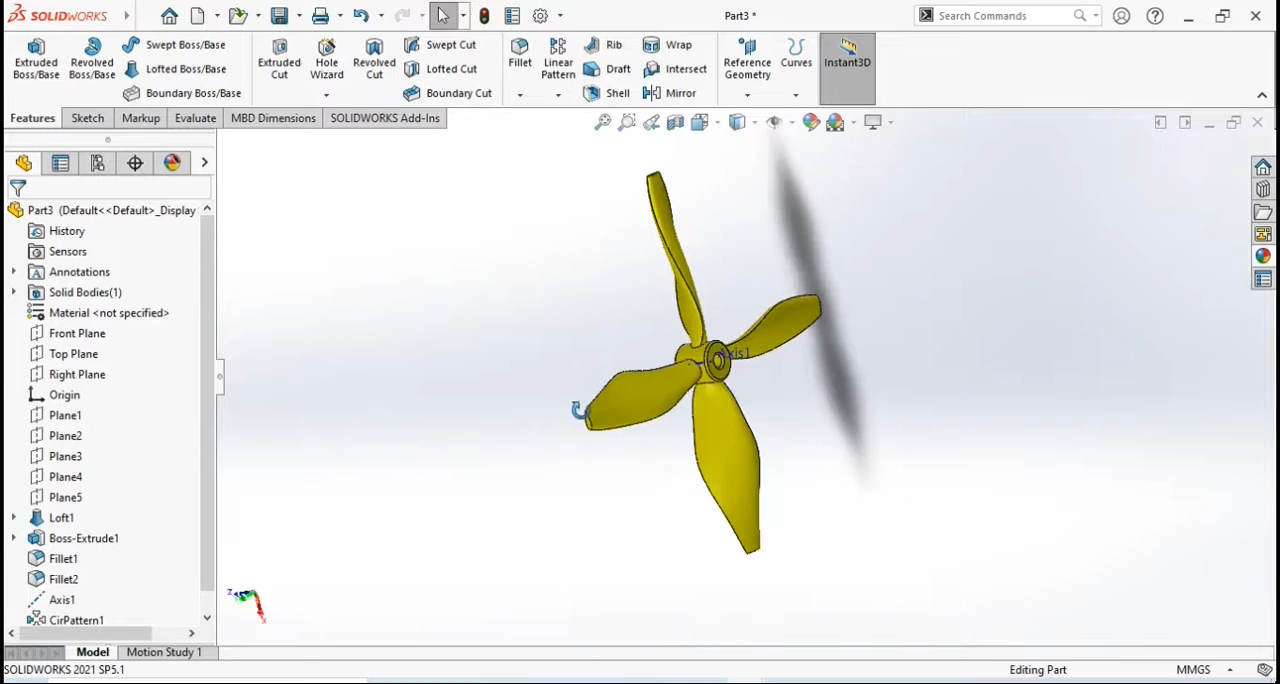 SOLIDWORKS
Part3 *
Search Commands
Extruded Boss/Base
Revolved Boss/Base
Swept Boss/Base
Lofted Boss/Base
Boundary Boss/Base
Extruded Cut
Hole Wizard
Revolved Cut
Swept Cut
Lofted Cut
Boundary Cut
Fillet
Linear Pattern
Rib
Draft
Shell
Wrap
Intersect
Mirror
Reference Geometry
Curves
Instant3D
Features
Sketch
Markup
Evaluate
MBD Dimensions
SOLIDWORKS Add-Ins
Part3 (Default<<Default>_Display
History
Sensors
Annotations
Solid Bodies(1)
Material <not specified>
Front Plane
Top Plane
Right Plane
Origin
Plane1
Plane2
Plane3
Plane4
Plane5
Loft1
Boss-Extrude1
Fillet1
Fillet2
Axis1
CirPattern1
Axis1
z
x
Model
Motion Study 1
SOLIDWORKS 2021 SP5.1
Editing Part
MMGS